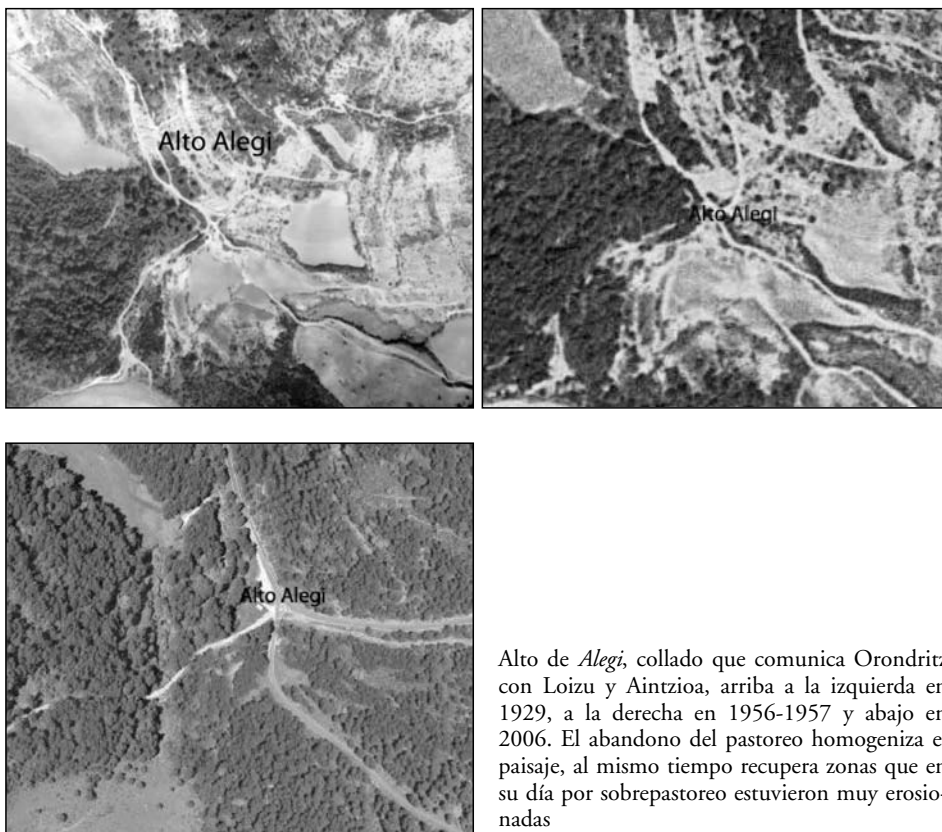 Alto Alegi
Alto Alegi
Alto Alegi
Alto de Alegi, collado que comunica Orondritz
con Loizu y Aintzioa, arriba a la izquierda en
1929, a la derecha en 1956-1957 y abajo en
2006. El abandono del pastoreo homogeniza e
paisaje, al mismo tiempo recupera zonas que en
su día por sobrepastoreo estuvieron muy erosio-
nadas